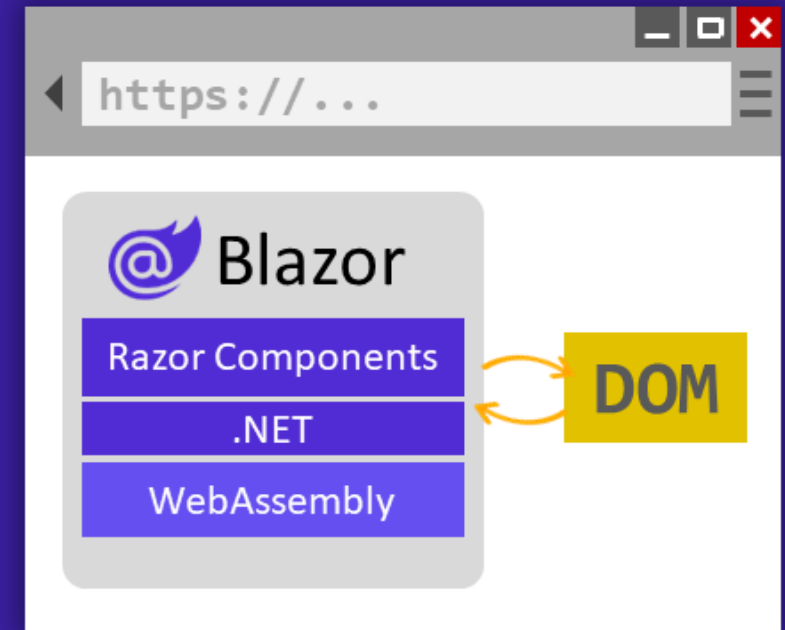 https://...
@ Blazor
Razor Components
.NET
WebAssembly
DOM